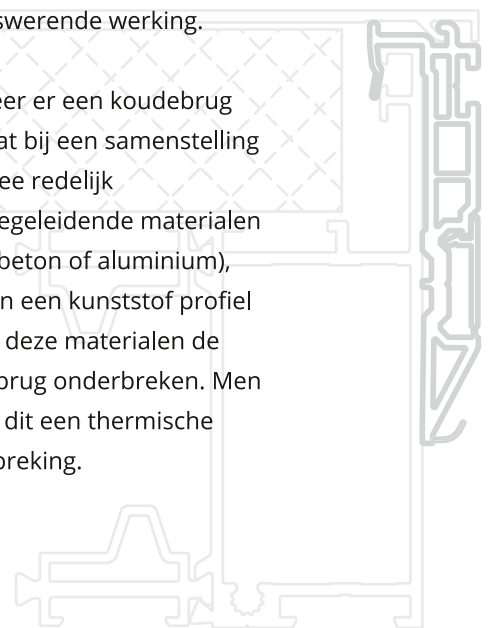 swerende werking.
eer er een koudebrug
at bij een samenstelling
ee redelijk
egeleidende materialen
beton of aluminium),
n een kunststof profiel
deze materialen de
brug onderbreken. Men
dit een thermische
breking.